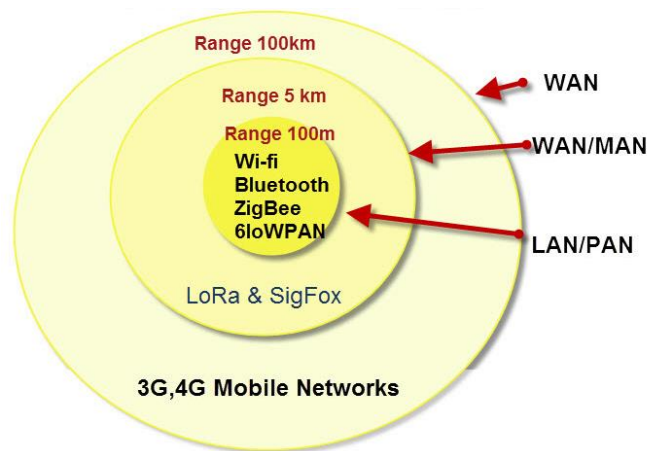 Range 100km
WAN
Range 5 km
Range 100m
WAN/MAN
Wi-fi
Bluetooth
ZigBee
6loWPAN
LAN/PAN
LoRa & SigFox
3G,4G Mobile Networks